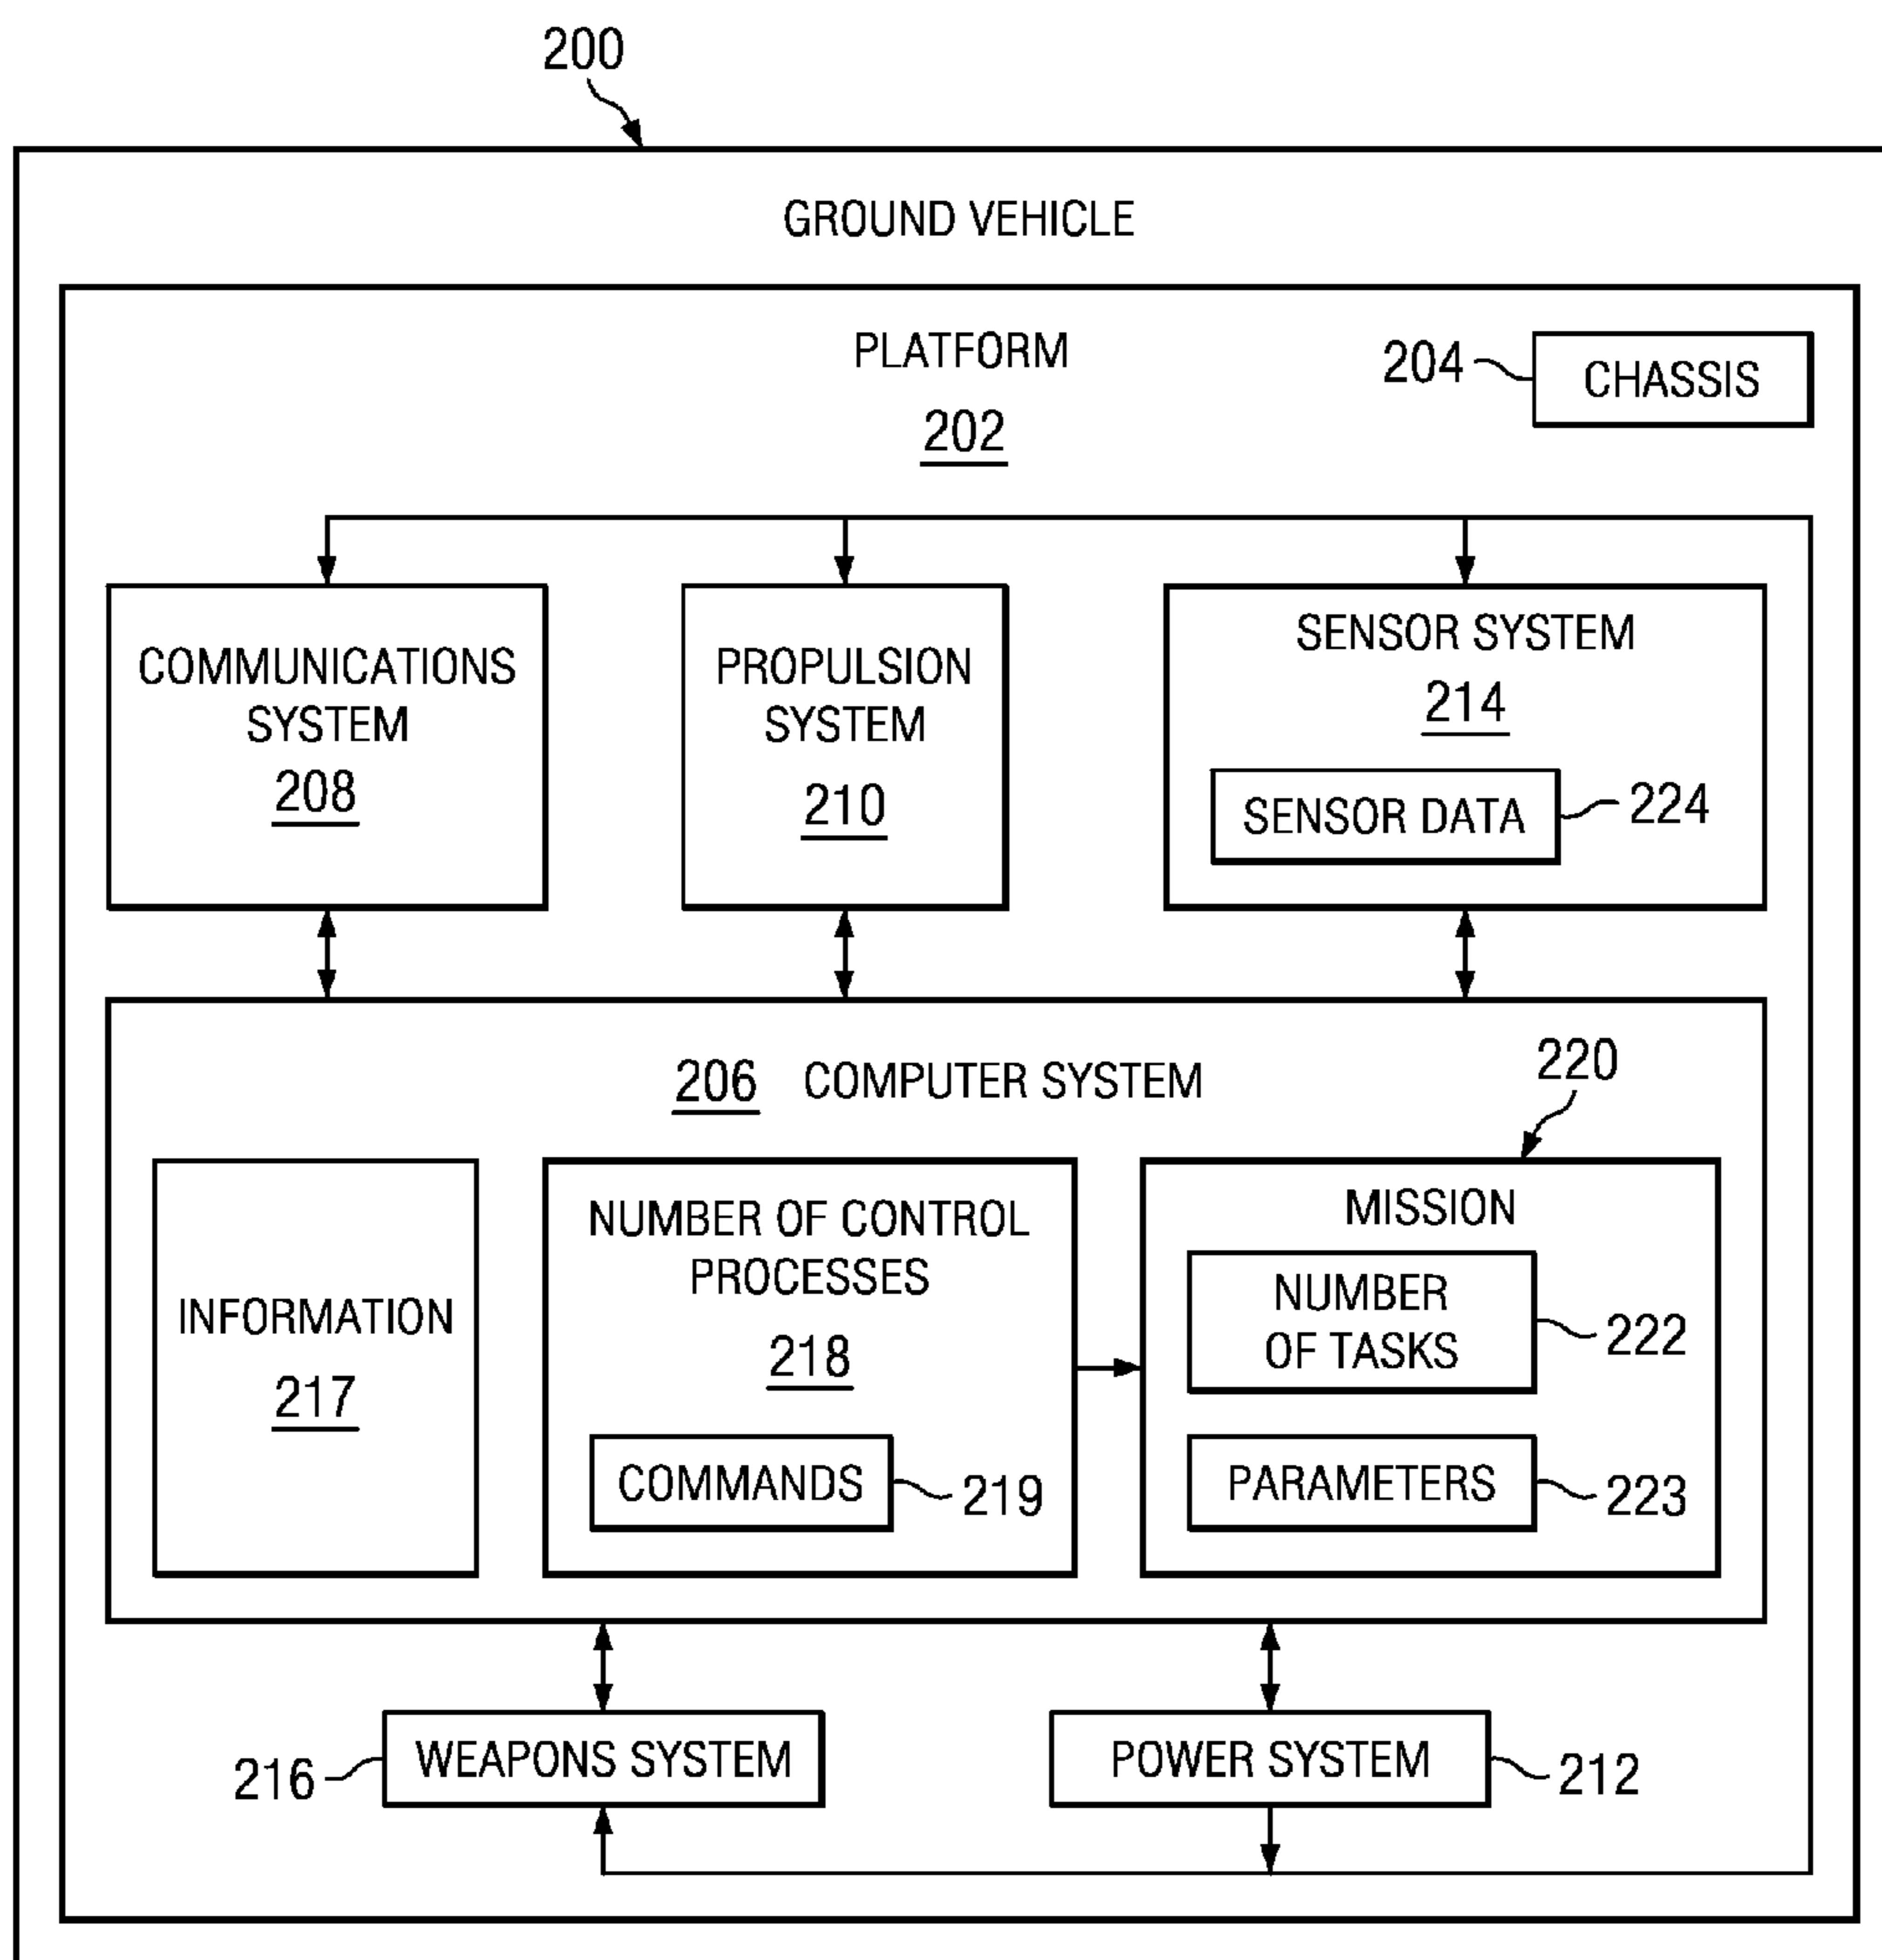 200
GROUND VEHICLE
PLATFORM
202
204
CHASSIS
COMMUNICATIONS
SYSTEM
208
PROPULSION
SYSTEM
210
SENSOR SYSTEM
214
SENSOR DATA
224
206 COMPUTER SYSTEM
220
INFORMATION
217
NUMBER OF CONTROL
PROCESSES
218
COMMANDS
219
MISSION
NUMBER
OF TASKS
222
PARAMETERS
223
216
WEAPONS SYSTEM
POWER SYSTEM
212